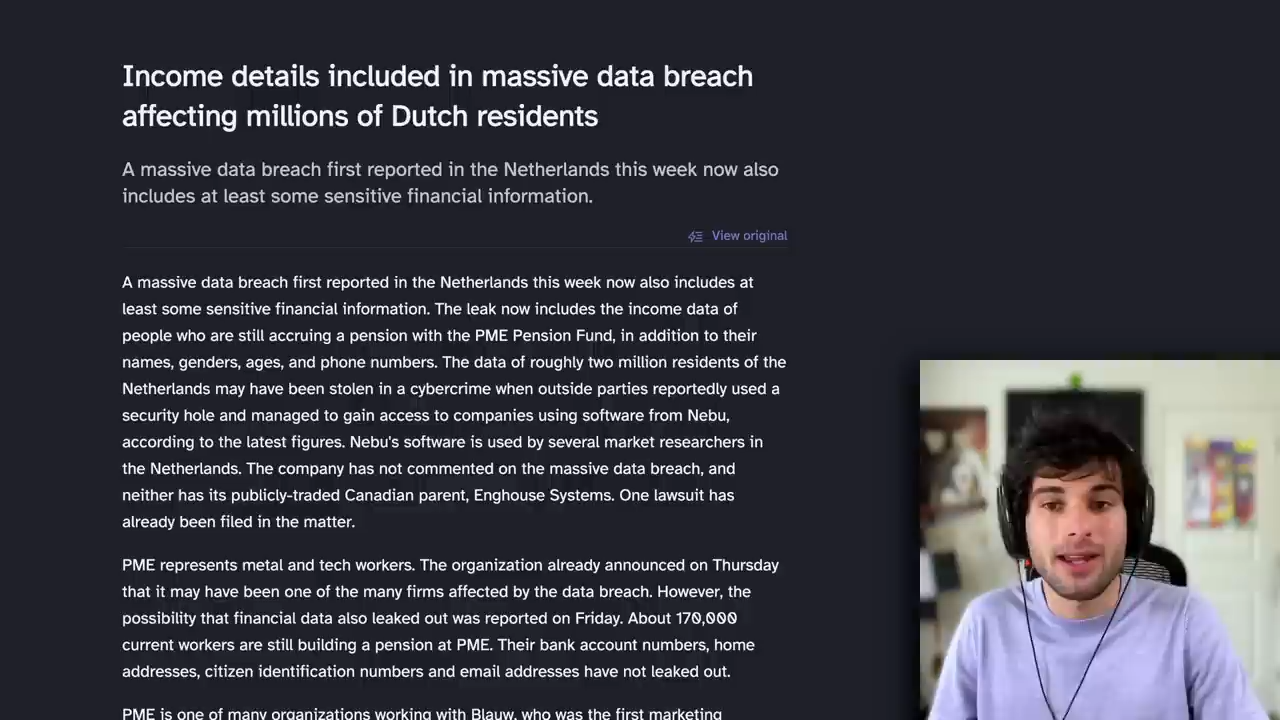 Income details included in massive data breach
affecting millions of Dutch residents
A massive data breach first reported in the Netherlands this week now also
includes at least some sensitive financial information.
View original
A massive data breach first reported in the Netherlands this week now also includes at
least some sensitive financial information. The leak now includes the income data of
people who are still accruing a pension with the PME Pension Fund, in addition to their
names, genders, ages, and phone numbers. The data of roughly two million residents of the
Netherlands may have been stolen in a cybercrime when outside parties reportedly used a
security hole and managed to gain access to companies using software from Nebu,
according to the latest figures. Nebu's software is used by several market researchers in
the Netherlands. The company has not commented on the massive data breach, and
neither has its publicly-traded Canadian parent, Enghouse Systems. One lawsuit has
already been filed in the matter.
PME represents metal and tech workers. The organization already announced on Thursday
that it may have been one of the many firms affected by the data breach. However, the
possibility that financial data also leaked out was reported on Friday. About 170,000
current workers are still building a pension at PME. Their bank account numbers, home
addresses, citizen identification numbers and email addresses have not leaked out.
PME is one of many organizations working with Blauw, who was the first marketing